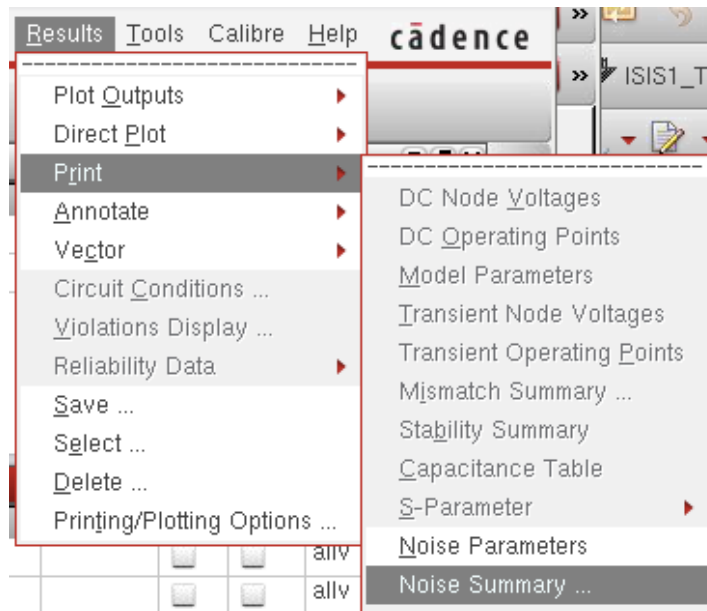 Results Tools Calibre Help cādence
ISIS1_T
Plot Outputs
Direct Plot
Print
Annotate
Vector
Circuit Conditions ...
Violations Display ...
Reliability Data
Save ...
Select ...
Delete ...
Printing/Plotting Options ...
DC Node Voltages
DC Operating Points
Model Parameters
Transient Node Voltages
Transient Operating Points
Mismatch Summary ...
Stability Summary
Capacitance Table
S-Parameter
Noise Parameters
Noise Summary ...
allv
allv